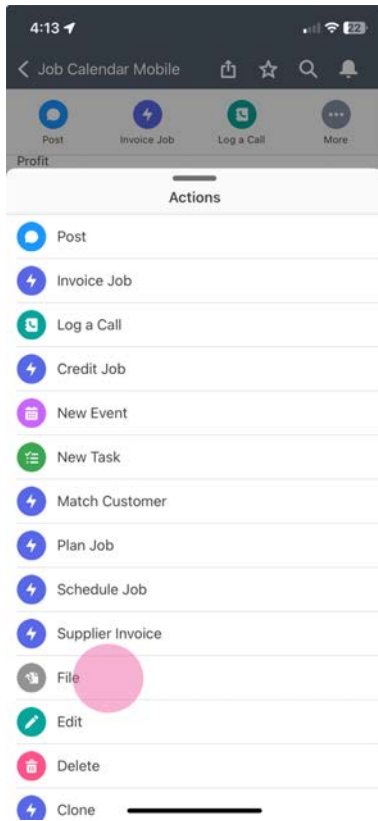 4:13
22
Job Calendar Mobile
Post
Invoice Job
Log a Call
More
Profit
Actions
Post
Invoice Job
Log a Call
Credit Job
New Event
New Task
Match Customer
Plan Job
Schedule Job
Supplier Invoice
File
Edit
Delete
Clone